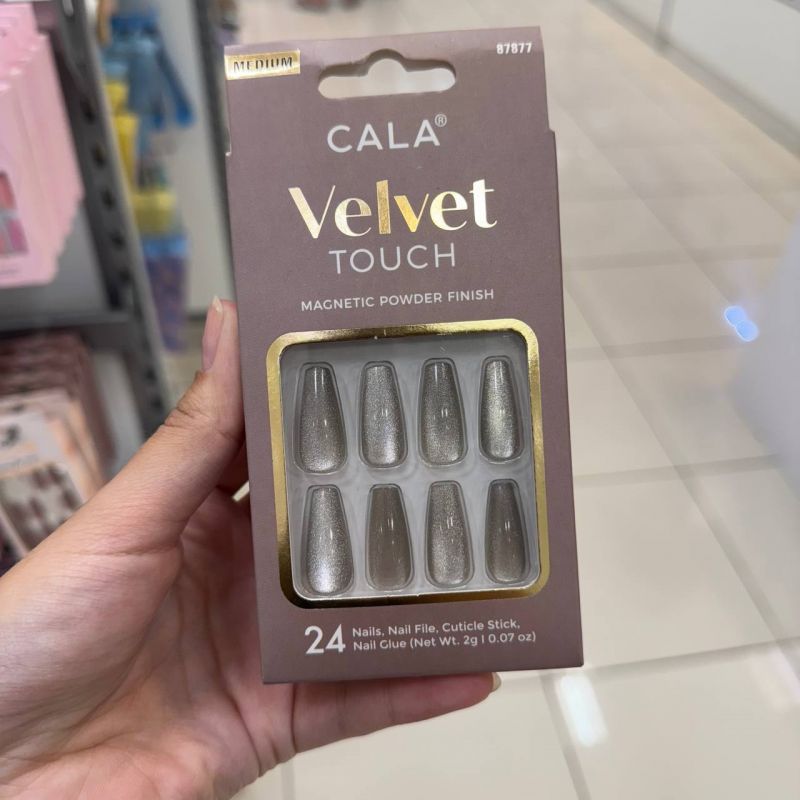 MEDIUM
87877
CALA®
Velvet
TOUCH
MAGNETIC POWDER FINISH
24 Nails, Nail File, Cuticle Stick,
Nail Glue (Net Wt. 2g I 0.07 oz)